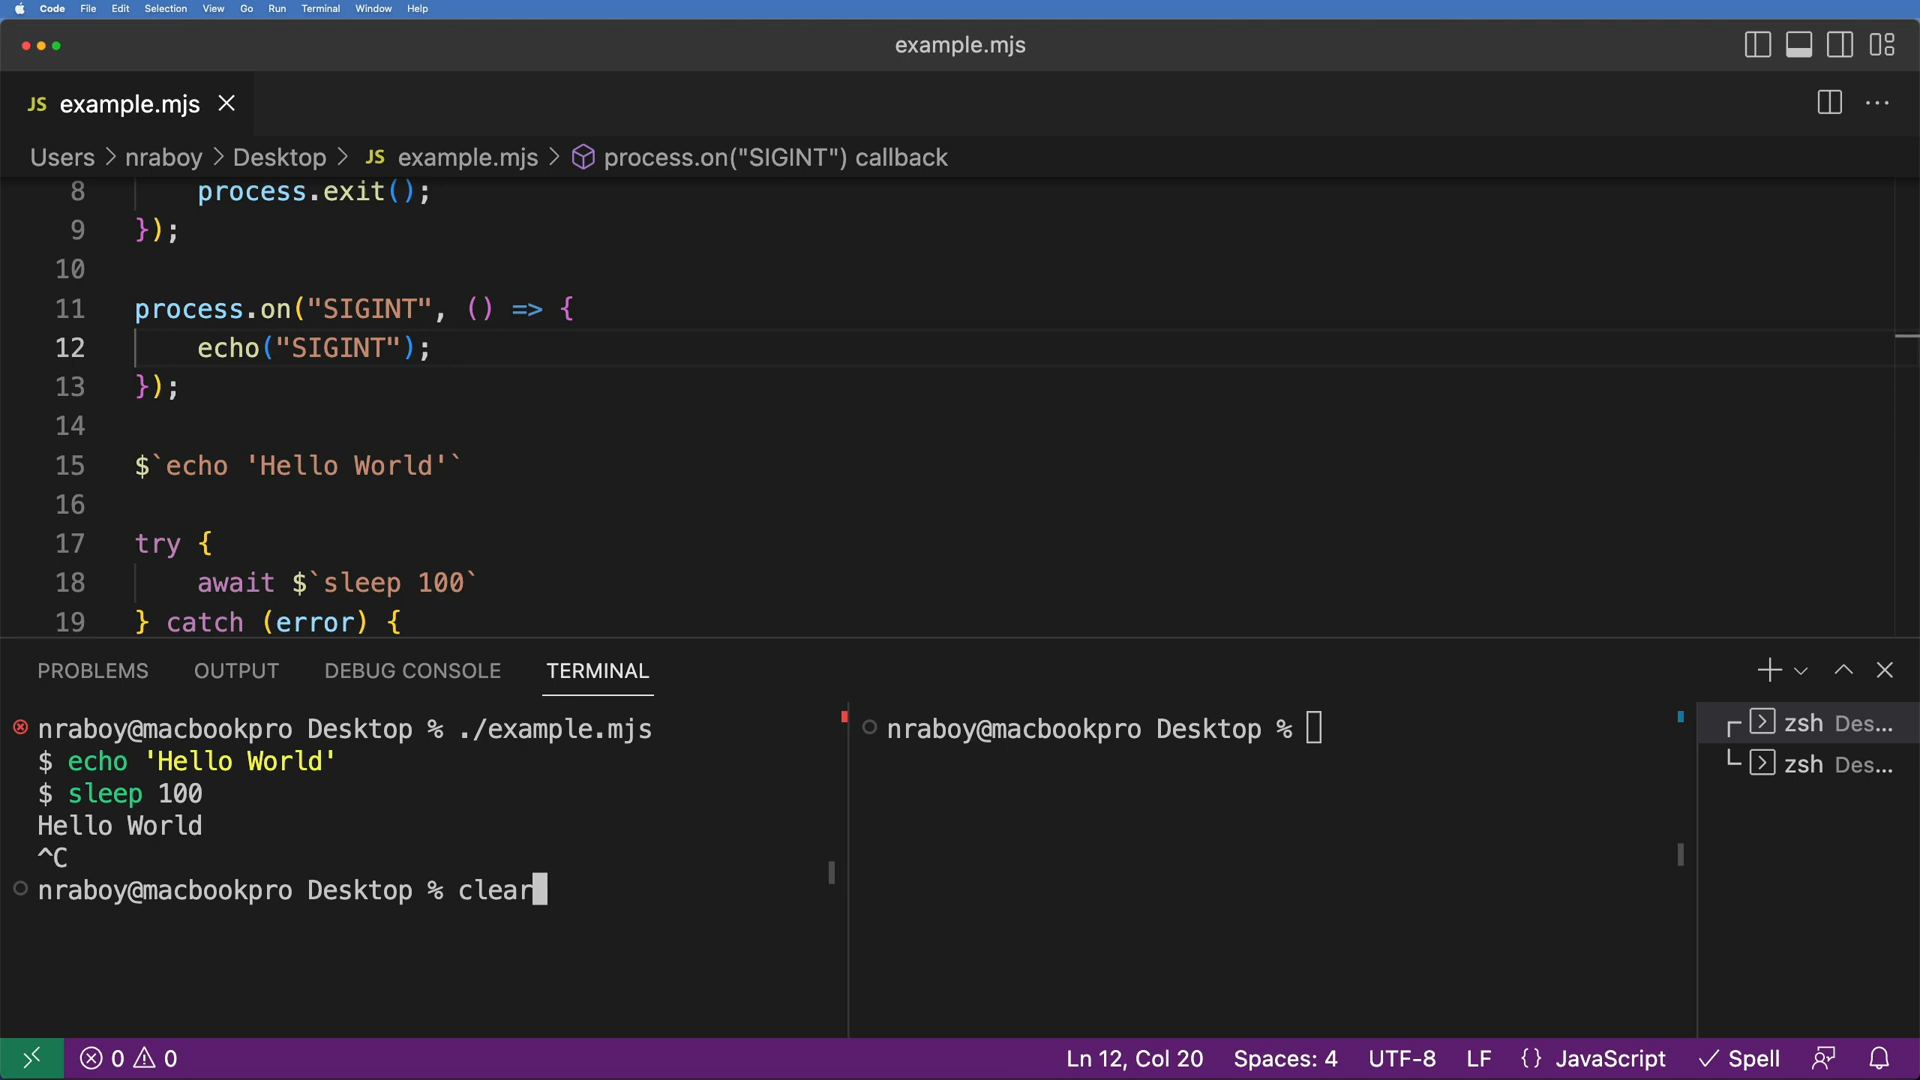 Code File Edit Selection View Go Run Terminal Window Help
example.mjs
JS example.mjs
Users > nraboy > Desktop > JS example.mjs > process.on("SIGINT") callback
8 process.exit();
9 });
10
11 process.on("SIGINT", () => {
12 echo("SIGINT");
13 });
14
15 $`echo 'Hello World'`
16
17 try {
18 await $`sleep 100`
19 } catch (error) {
PROBLEMS OUTPUT DEBUG CONSOLE TERMINAL
nraboy@macbookpro Desktop % ./example.mjs
$ echo 'Hello World'
$ sleep 100
Hello World
^C
nraboy@macbookpro Desktop % clear
nraboy@macbookpro Desktop %
zsh Des...
zsh Des...
0 0 Ln 12, Col 20 Spaces: 4 UTF-8 LF {} JavaScript Spell